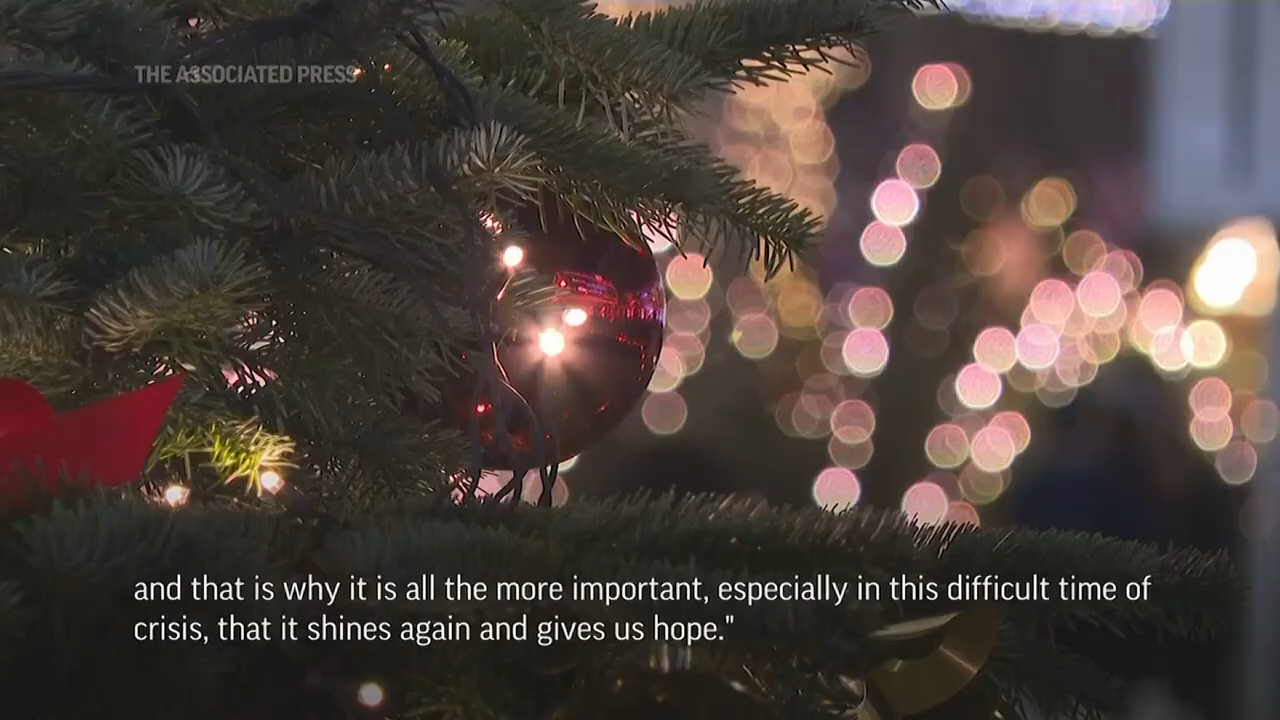 THE ASSOCIATED PRESS
and that is why it is all the more important, especially in this difficult time of
crisis, that it shines again and gives us hope."